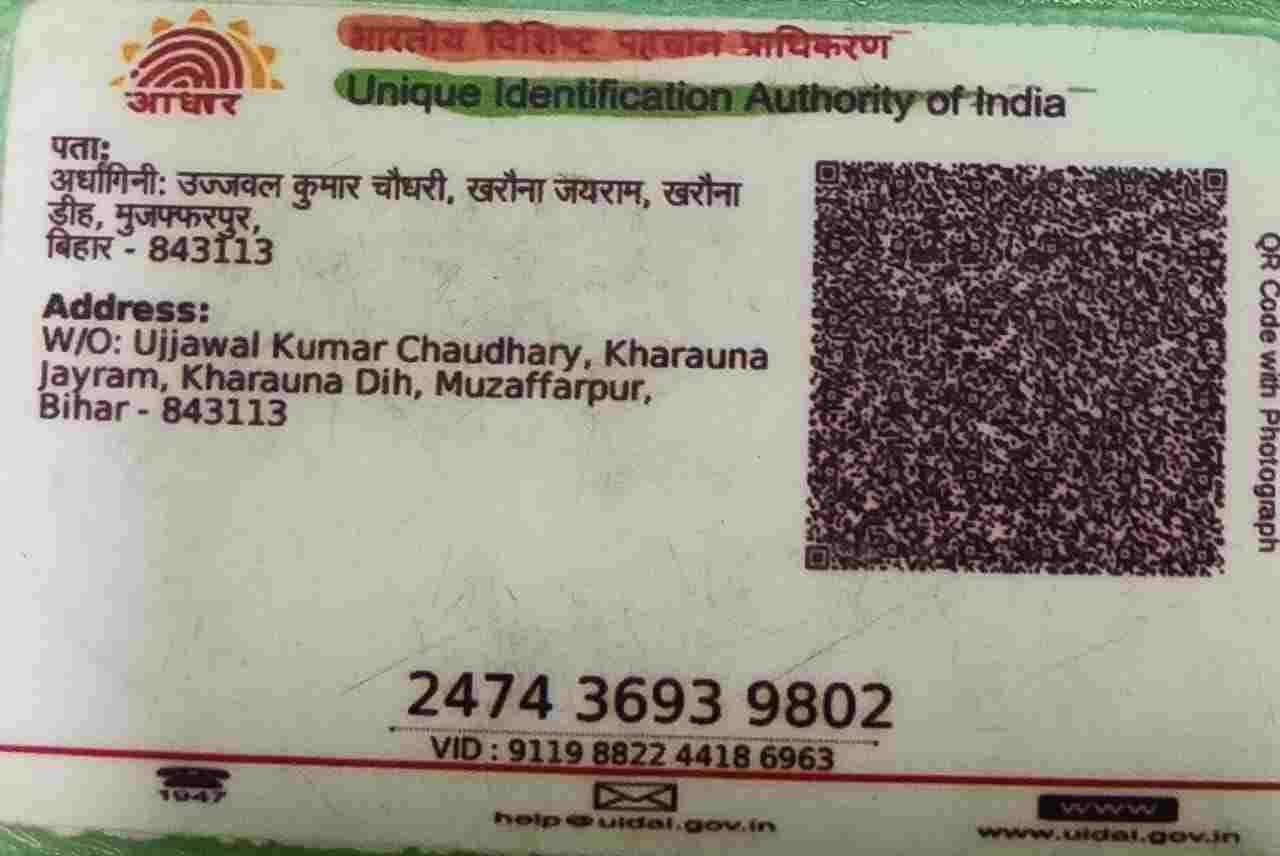 भारतीय विशिष्ट पहचान प्राधिकरण
Unique Identification Authority of India
आधार
पता:
अर्धांगिनी: उज्जवल कुमार चौधरी, खरौना जयराम, खरौना
डीह, मुजफ्फरपुर,
बिहार - 843113
Address:
W/O: Ujjawal Kumar Chaudhary, Kharauna
Jayram, Kharauna Dih, Muzaffarpur,
Bihar - 843113
QR Code with Photograph
2474 3693 9802
VID : 9119 8822 4418 6963
1947
help@uidai.gov.in
www
www.uidai.gov.in